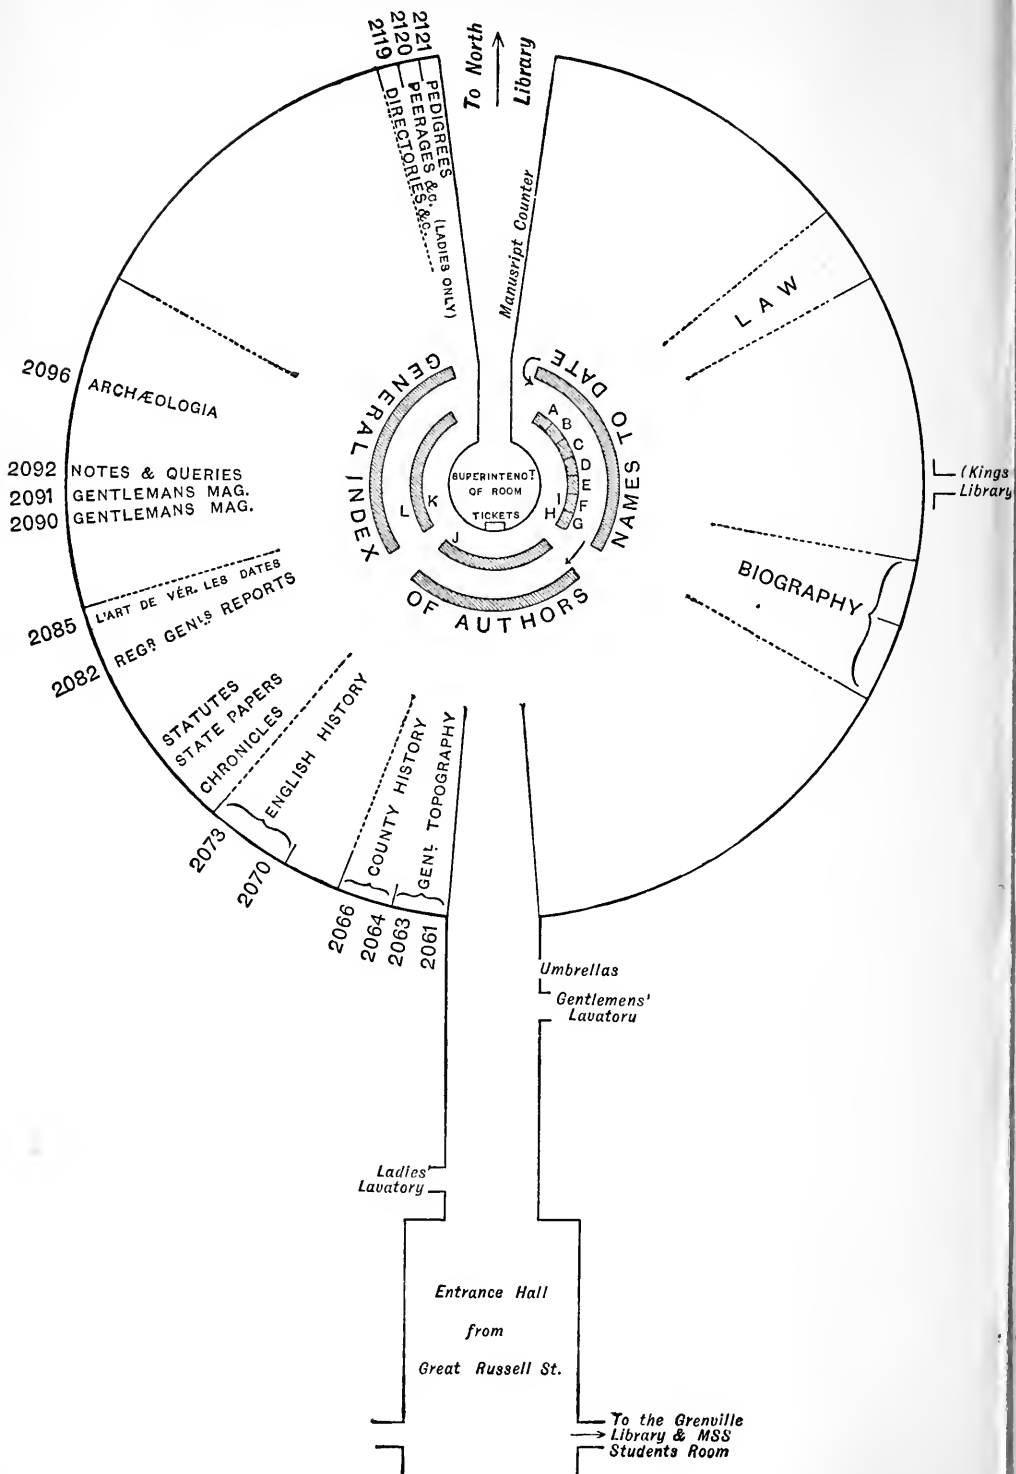 2119
2120
2121
To North
Library
PEDIGREES
PEERAGES &c. (LADIES ONLY)
DIRECTORIES &c.
Manusript Counter
LAW
2096
ARCHÆOLOGIA
GENERAL INDEX
NAMES TO DATE
OF AUTHORS
A
B
C
D
E
F
G
H
I
J
K
L
SUPERINTENDT
OF ROOM
TICKETS
2092 NOTES & QUERIES
2091 GENTLEMANS MAG.
2090 GENTLEMANS MAG.
(Kings
Library
BIOGRAPHY
2085 L'ART DE VÉR. LES DATES
2082 REGR GENLS REPORTS
STATUTES
STATE PAPERS
CHRONICLES
ENGLISH HISTORY
COUNTY HISTORY
GENL TOPOGRAPHY
2073
2070
2066
2064
2063
2061
Umbrellas
Gentlemens'
Lavatoru
Ladies'
Lavatory
Entrance Hall
from
Great Russell St.
To the Grenville
Library & MSS
Students Room